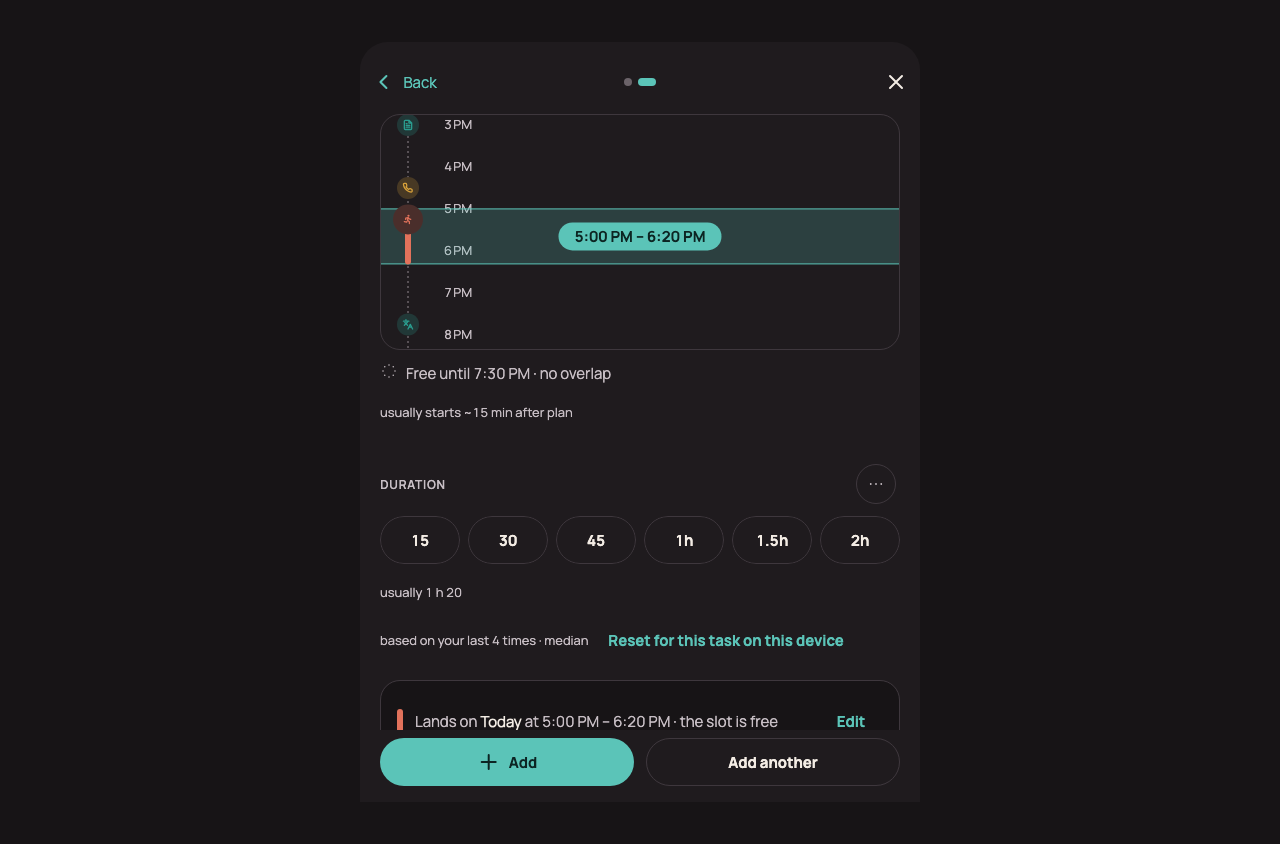 Back
3 PM
4 PM
5 PM
5:00 PM – 6:20 PM
6 PM
7 PM
8 PM
Free until 7:30 PM · no overlap
usually starts ~15 min after plan
DURATION
15 30 45 1h 1.5h 2h
usually 1 h 20
based on your last 4 times · median Reset for this task on this device
Lands on Today at 5:00 PM – 6:20 PM · the slot is free Edit
Add Add another